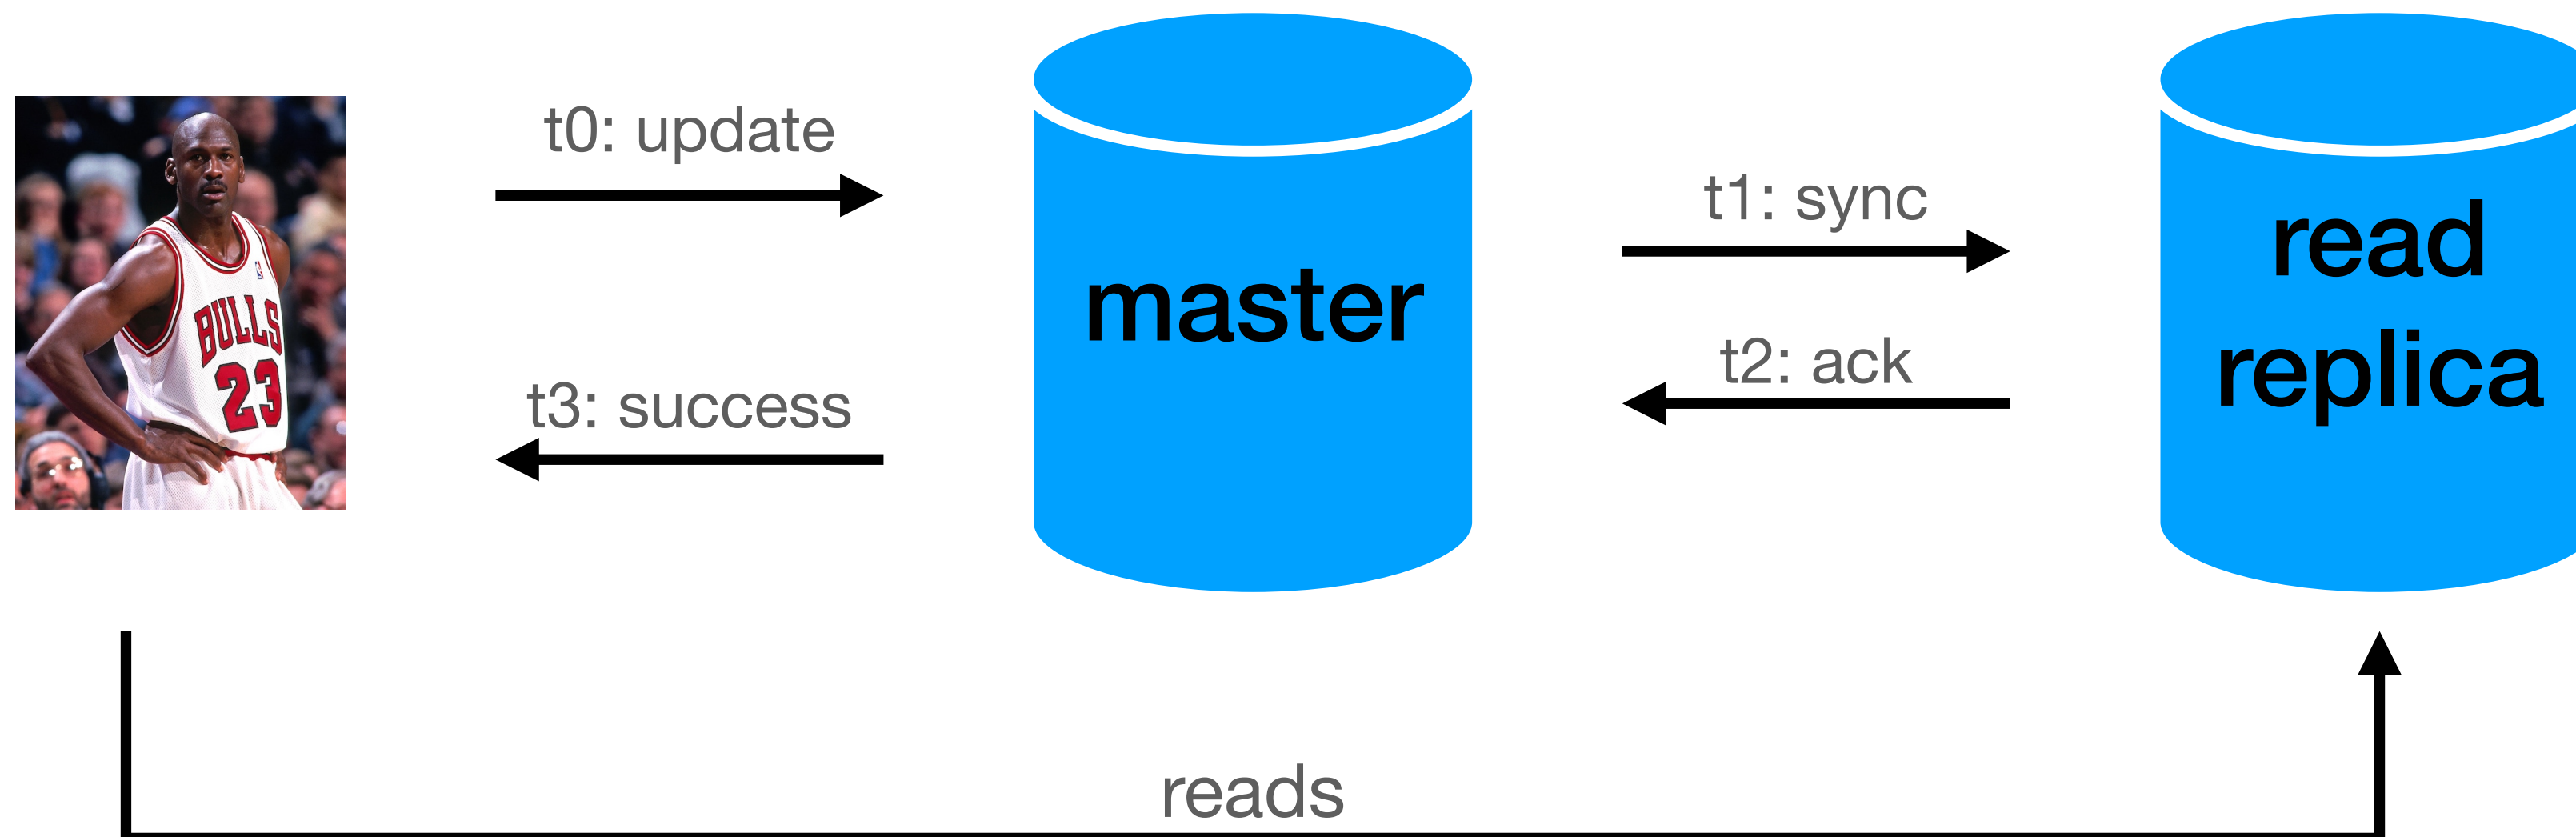 t0: update
t3: success
BULLS
23
master
t1: sync
t2: ack
read
replica
reads